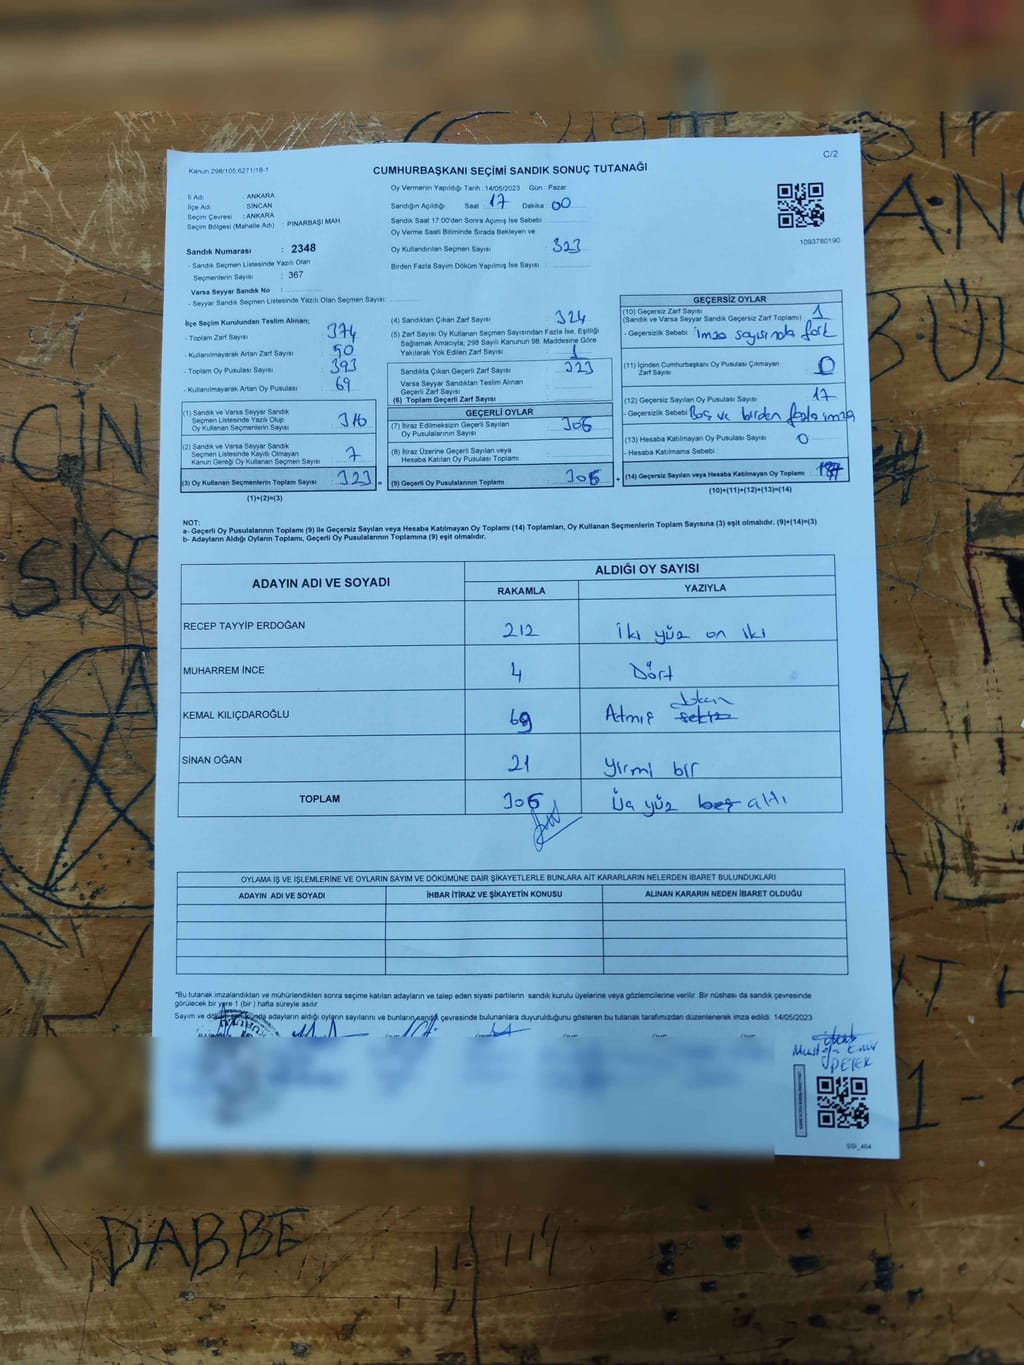 C/2
Kanun:298/105;6271/18-1
CUMHURBAŞKANI SEÇİMİ SANDIK SONUÇ TUTANAĞI
İl Adı : ANKARA
İlçe Adı : SİNCAN
Seçim Çevresi : ANKARA
Seçim Bölgesi (Mahalle Adı) : PINARBAŞI MAH.
Sandık Numarası : 2348
- Sandık Seçmen Listesinde Yazılı Olan
Seçmenlerin Sayısı : 367
Varsa Seyyar Sandık No :
- Seyyar Sandık Seçmen Listesinde Yazılı Olan Seçmen Sayısı:
Oy Vermenin Yapıldığı Tarih : 14/05/2023 Gün : Pazar
Sandığın Açıldığı Saat 17 Dakika 00
Sandık Saat 17:00'den Sonra Açımış İse Sebebi
Oy Verme Saati Bitiminde Sırada Bekleyen ve
Oy Kullandırılan Seçmen Sayısı 323
Birden Fazla Sayım Döküm Yapılmış İse Sayısı :
1093780190
İlçe Seçim Kurulundan Teslim Alınan;
- Toplam Zarf Sayısı 374
- Kullanılmayarak Artan Zarf Sayısı 50
- Toplam Oy Pusulası Sayısı 393
- Kullanılmayarak Artan Oy Pusulası 69
(1) Sandık ve Varsa Seyyar Sandık
Seçmen Listesinde Yazılı Olup
Oy Kullanan Seçmenlerin Sayısı 316
(2) Sandık ve Varsa Seyyar Sandık
Seçmen Listesinde Kayıtlı Olmayan
Kanun Gereği Oy Kullanan Seçmen Sayısı 7
(3) Oy Kullanan Seçmenlerin Toplam Sayısı 323 =
(1)+(2)=(3)
(4) Sandıktan Çıkan Zarf Sayısı 324
(5) Zarf Sayısı Oy Kullanan Seçmen Sayısından Fazla İse, Eşitliği
Sağlamak Amacıyla; 298 Sayılı Kanunun 98. Maddesine Göre
Yakılarak Yok Edilen Zarf Sayısı 1
Sandıkta Çıkan Geçerli Zarf Sayısı 323
Varsa Seyyar Sandıktan Teslim Alınan
Geçerli Zarf Sayısı
(6) Toplam Geçerli Zarf Sayısı
GEÇERLİ OYLAR
(7) İtiraz Edilmeksizin Geçerli Sayılan
Oy Pusulalarının Sayısı 306
(8) İtiraz Üzerine Geçerli Sayılan veya
Hesaba Katılan Oy Pusulası Toplamı
(9) Geçerli Oy Pusulalarının Toplamı 306 +
GEÇERSİZ OYLAR
(10) Geçersiz Zarf Sayısı
(Sandık ve Varsa Seyyar Sandık Geçersiz Zarf Toplamı) 1
- Geçersizlik Sebebi İmza sayısında fark
(11) İçinden Cumhurbaşkanı Oy Pusulası Çıkmayan
Zarf Sayısı 0
(12) Geçersiz Sayılan Oy Pusulası Sayısı 17
- Geçersizlik Sebebi Boş ve birden fazla imza
(13) Hesaba Katılmayan Oy Pusulası Sayısı 0
- Hesaba Katılmama Sebebi :
(14) Geçersiz Sayılan veya Hesaba Katılmayan Oy Toplamı
(10)+(11)+(12)+(13)=(14)
NOT:
a- Geçerli Oy Pusulalarının Toplamı (9) ile Geçersiz Sayılan veya Hesaba Katılmayan Oy Toplamı (14) Toplamları, Oy Kullanan Seçmenlerin Toplam Sayısına (3) eşit olmalıdır. (9)+(14)=(3)
b- Adayların Aldığı Oyların Toplamı, Geçerli Oy Pusulalarının Toplamına (9) eşit olmalıdır.
ADAYIN ADI VE SOYADI ALDIĞI OY SAYISI
RAKAMLA YAZIYLA
RECEP TAYYİP ERDOĞAN 212 İki yüz on iki
MUHARREM İNCE 4 Dört
KEMAL KILIÇDAROĞLU 69 Atmış dokuz sekiz
SİNAN OĞAN 21 yirmi bir
TOPLAM 306 Üç yüz beş altı
OYLAMA İŞ VE İŞLEMLERİNE VE OYLARIN SAYIM VE DÖKÜMÜNE DAİR ŞİKAYETLERLE BUNLARA AİT KARARLARIN NELERDEN İBARET BULUNDUKLARI
ADAYIN ADI VE SOYADI İHBAR İTİRAZ VE ŞİKAYETİN KONUSU ALINAN KARARIN NEDEN İBARET OLDUĞU
*Bu tutanak imzalandıktan ve mühürlendikten sonra seçime katılan adayların ve talep eden siyasi partilerin sandık kurulu üyelerine veya gözlemcilerine verilir. Bir nüshası da sandık çevresinde
görülecek bir yere 1 (bir ) hafta süreyle asılır.
Sayım ve döküm sonucunda adayların aldığı oyların sayılarını ve bunların sandık çevresinde bulunanlara duyurulduğunu gösteren bu tutanak tarafımızdan düzenlenerek imza edildi. 14/05/2023
Mustafa Emir
İPETEK
SSİ_464
DABBE